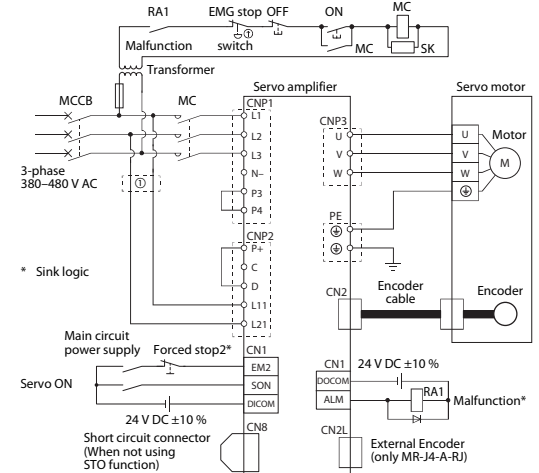 RA1 EMG stop OFF ON MC
Malfunction ① switch MC SK
Transformer
Servo amplifier Servo motor
MCCB MC CNP1
L1
L2
L3
N−
P3
P4
CNP3
U
V
W
U
V
W
Motor
M
3-phase
380–480 V AC
①
PE
CNP2
P+
C
D
L11
L21
* Sink logic
CN2
Encoder
cable
Encoder
Main circuit
power supply Forced stop2*
Servo ON
CN1
EM2
SON
DICOM
24 V DC ±10 %
CN1
DOCOM
ALM
24 V DC ±10 %
RA1
Malfunction*
Short circuit connector
(When not using
STO function)
CN8
CN2L
External Encoder
(only MR-J4-A-RJ)